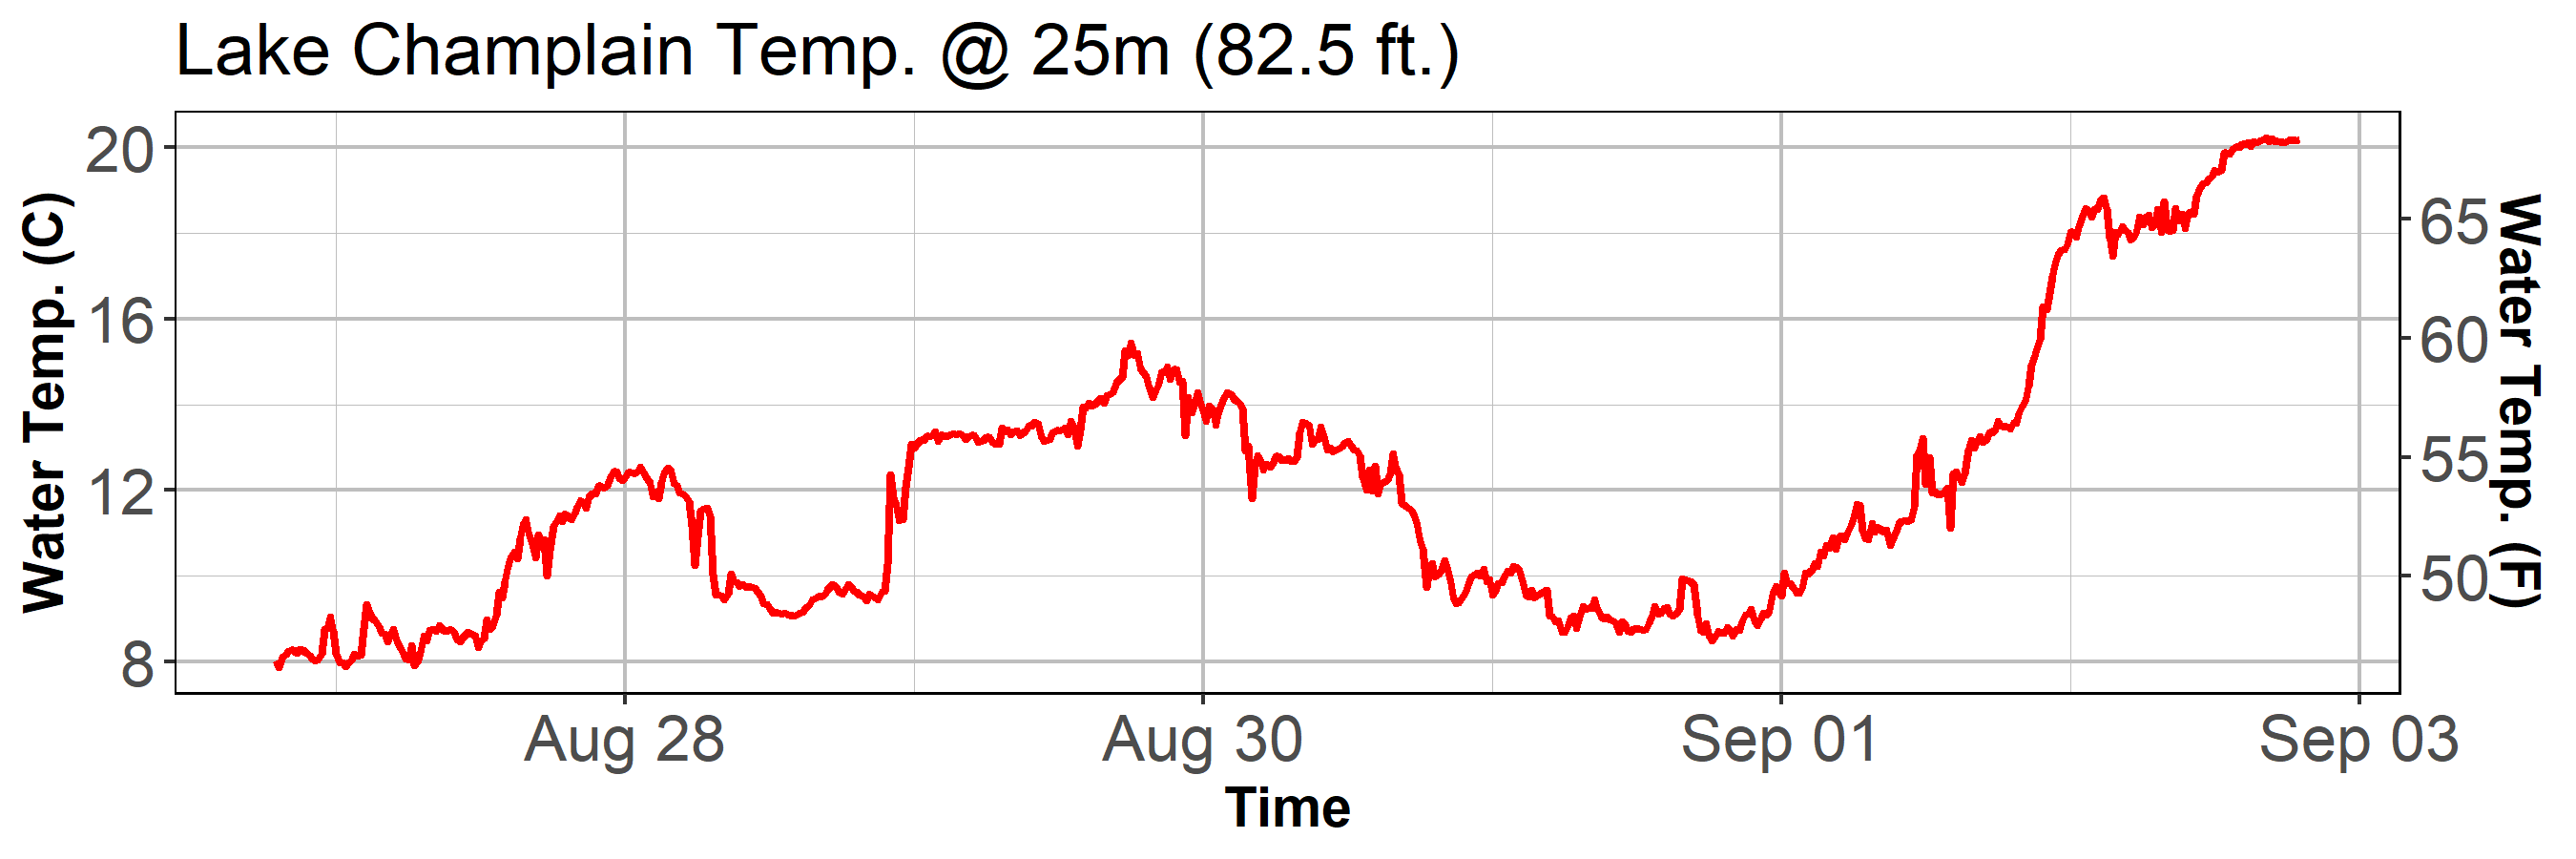 Lake Champlain Temp. @ 25m (82.5 ft.)
Water Temp. (C)
20
16
12
8
65
60
55
50
Water Temp. (F)
Aug 28 Aug 30 Sep 01 Sep 03
Time